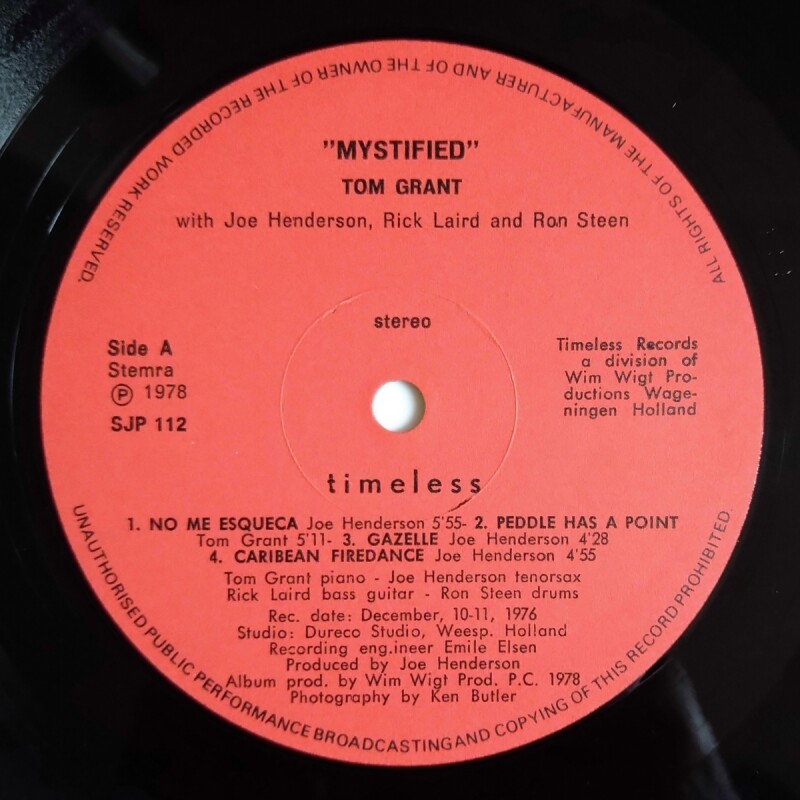 ALL RIGHTS OF THE MANUFACTURER AND OF THE OWNER OF THE RECORDED WORK RESERVED.
"MYSTIFIED"
TOM GRANT
with Joe Henderson, Rick Laird and Ron Steen
stereo
Side A
Stemra
Ⓟ 1978
SJP 112
Timeless Records
a division of
Wim Wigt Pro-
ductions Wage-
ningen Holland
timeless
1. NO ME ESQUECA Joe Henderson 5'55- 2. PEDDLE HAS A POINT
Tom Grant 5'11- 3. GAZELLE Joe Henderson 4'28
4. CARIBEAN FIREDANCE Joe Henderson 4'55
Tom Grant piano - Joe Henderson tenorsax
Rick Laird bass guitar - Ron Steen drums
Rec. date: December, 10-11, 1976
Studio: Dureco Studio, Weesp. Holland
Recording eng.ineer Emile Elsen
Produced by Joe Henderson
Album prod. by Wim Wigt Prod. P.C. 1978
Photography by Ken Butler
UNAUTHORISED PUBLIC PERFORMANCE BROADCASTING AND COPYING OF THIS RECORD PROHIBITED.